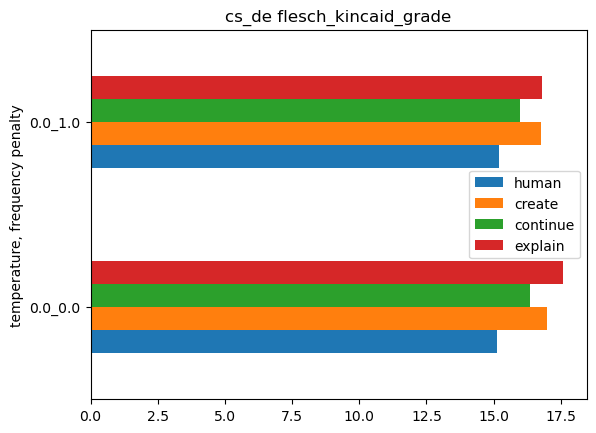 cs_de flesch_kincaid_grade
temperature, frequency penalty
0.0_1.0
0.0_0.0
human
create
continue
explain
0.0 2.5 5.0 7.5 10.0 12.5 15.0 17.5